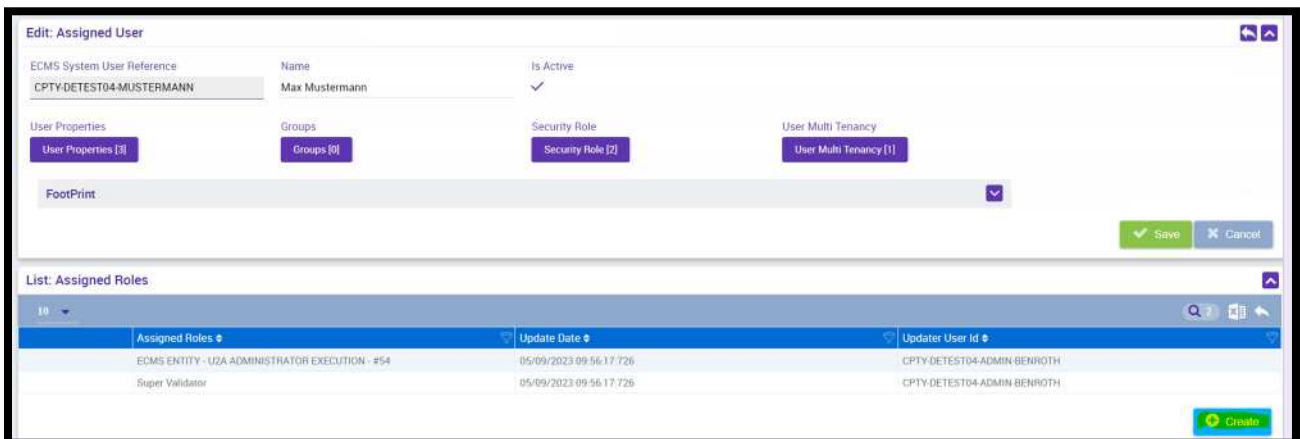 Edit: Assigned User
ECMS System User Reference Name Is Active
CPTY-DETEST04-MUSTERMANN Max Mustermann
User Properties Groups Security Role User Multi Tenancy
User Properties [3] Groups [0] Security Role [2] User Multi Tenancy [1]
FootPrint
Save Cancel
List: Assigned Roles
10 2
Assigned Roles Update Date Updater User Id
ECMS ENTITY - U2A ADMINISTRATOR EXECUTION - #54 05/09/2023 09:56:17:726 CPTY-DETEST04-ADMIN-BENROTH
Super Validator 05/09/2023 09:56:17:726 CPTY-DETEST04-ADMIN-BENROTH
Create